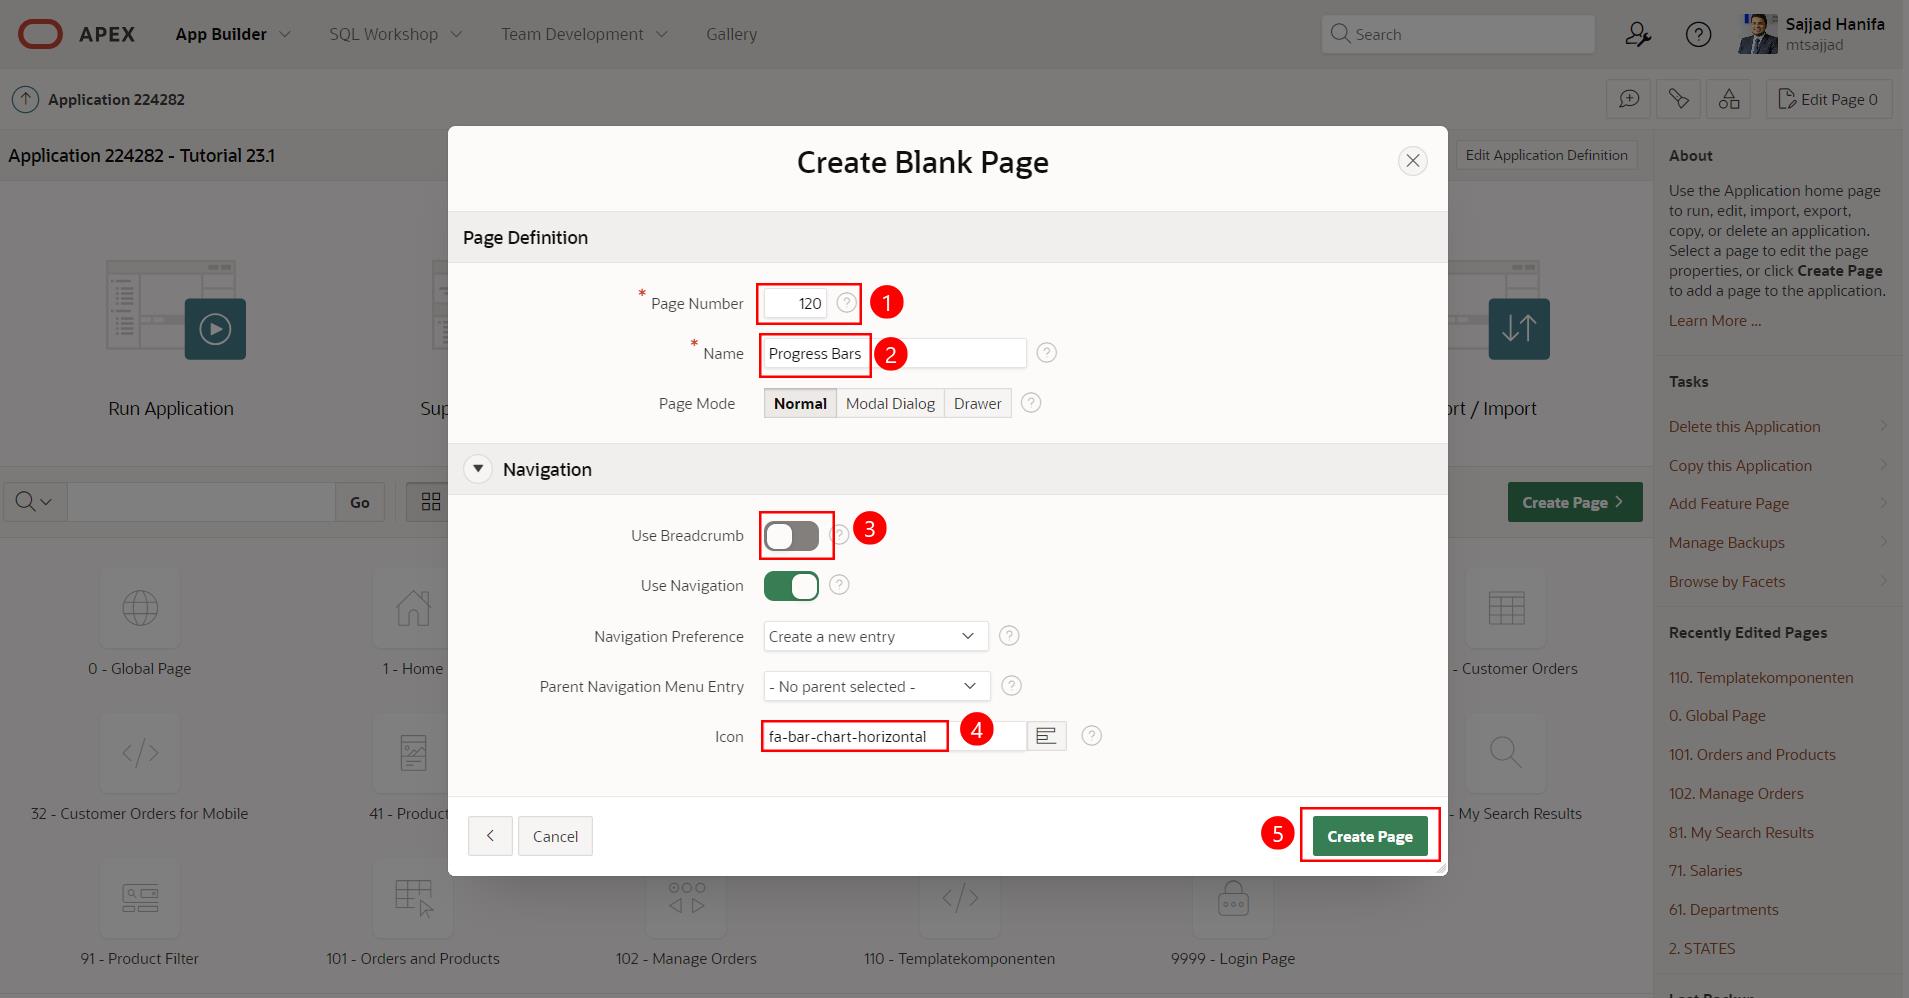 APEX App Builder SQL Workshop Team Development Gallery Search Sajjad Hanifa
mtsajjad
Application 224282 Edit Page 0
Application 224282 - Tutorial 23.1 Edit Application Definition
Create Blank Page
Page Definition
* Page Number 120 ? 1
* Name Progress Bars 2 ?
Page Mode Normal Modal Dialog Drawer ?
Navigation
Use Breadcrumb ? 3
Use Navigation ?
Navigation Preference Create a new entry ?
Parent Navigation Menu Entry - No parent selected - ?
Icon fa-bar-chart-horizontal 4 ?
Cancel 5 Create Page
Run Application Sup ort / Import
Go Create Page
0 - Global Page 1 - Home - Customer Orders
32 - Customer Orders for Mobile 41 - Product - My Search Results
91 - Product Filter 101 - Orders and Products 102 - Manage Orders 110 - Templatekomponenten 9999 - Login Page
About
Use the Application home page
to run, edit, import, export,
copy, or delete an application.
Select a page to edit the page
properties, or click Create Page
to add a page to the application.
Learn More ...
Tasks
Delete this Application
Copy this Application
Add Feature Page
Manage Backups
Browse by Facets
Recently Edited Pages
110. Templatekomponenten
0. Global Page
101. Orders and Products
102. Manage Orders
81. My Search Results
71. Salaries
61. Departments
2. STATES